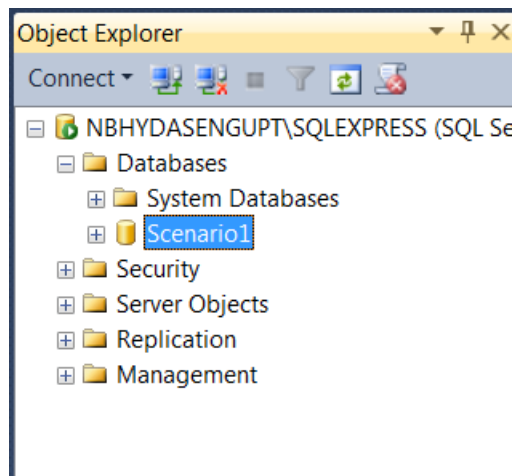 Object Explorer
Connect
NBHYDASENGUPT\SQLEXPRESS (SQL Se
Databases
System Databases
Scenario1
Security
Server Objects
Replication
Management